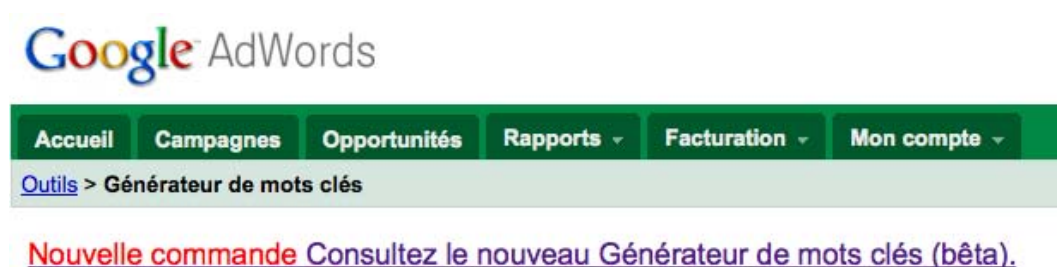 Google AdWords
Accueil Campagnes Opportunités Rapports Facturation Mon compte
Outils > Générateur de mots clés
Nouvelle commande Consultez le nouveau Générateur de mots clés (bêta).